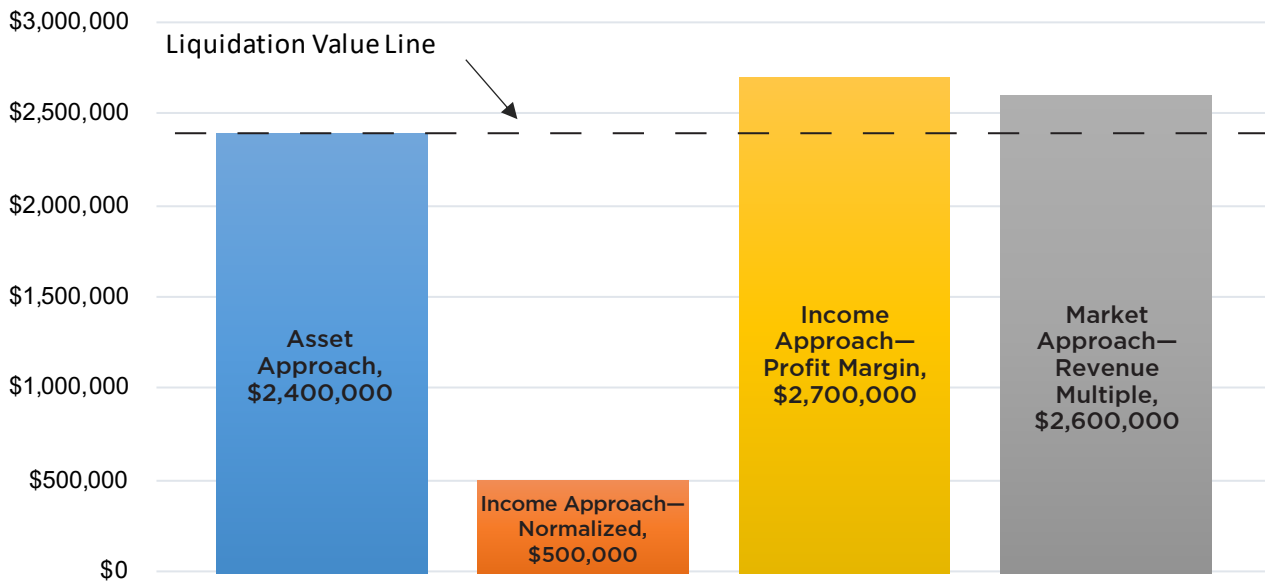 $3,000,000
Liquidation Value Line
$2,500,000
$2,000,000
$1,500,000
$1,000,000
$500,000
$0
Asset
Approach,
$2,400,000
Income Approach—
Normalized,
$500,000
Income
Approach—
Profit Margin,
$2,700,000
Market
Approach—
Revenue
Multiple,
$2,600,000